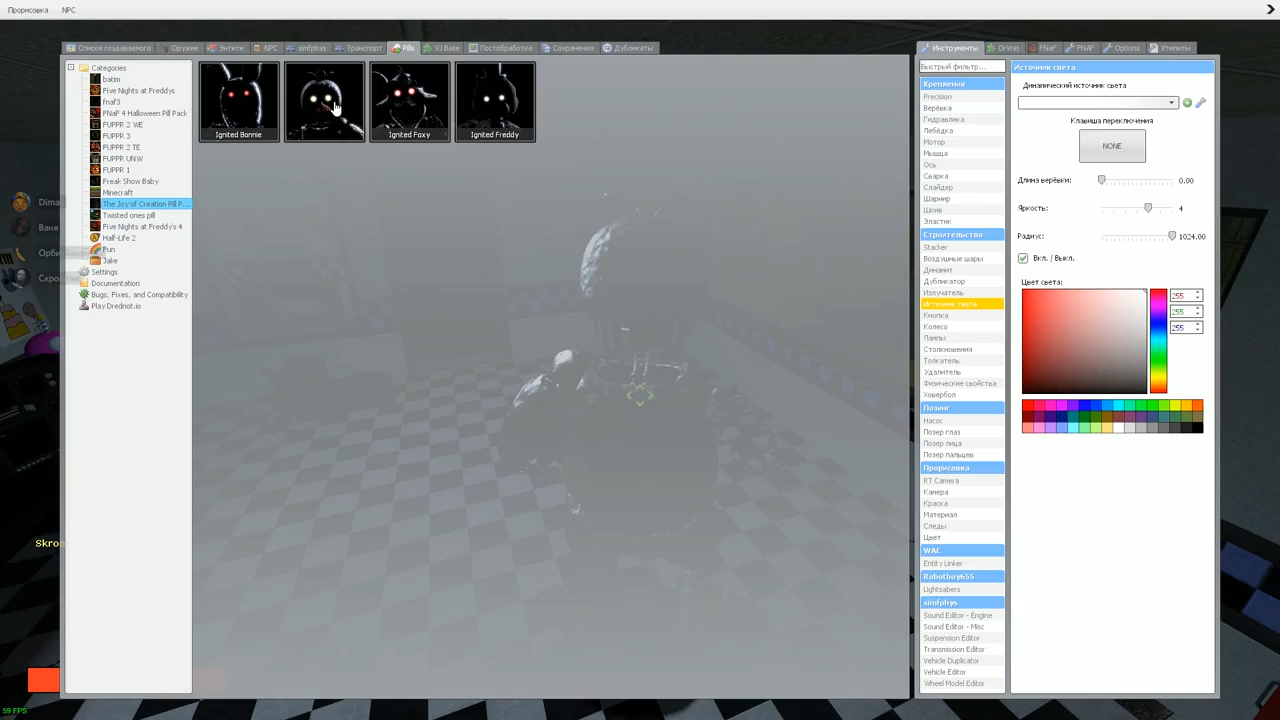 Прорисовка NPC
Списки создаваемого Оружие Энтити NPC simfphys Транспорт Pills VJ Base Постобработка Сохранения Дубликаты
Categories
batim
Five Nights at Freddys
fnaf3
FNaF 4 Halloween Pill Pack
FUPPR 2 WE
FUPPR 3
FUPPR 2 TE
FUPPR UNW
FUPPR 1
Freak Show Baby
Minecraft
The Joy of Creation Pill P...
Twisted ones pill
Five Nights at Freddy's 4
Half-Life 2
Fun
Jake
Settings
Documentation
Bugs, Fixes, and Compatibility
Play Drednot.io
Ignited Bonnie
Ignited Foxy
Ignited Freddy
Dima
Ваня
Skro
59 FPS
Инструменты FNaF FNAF Options Утилиты
Быстрый фильтр...
Крепления
Precision
Верёвка
Гидравлика
Лебёдка
Мотор
Мышца
Ось
Сварка
Слайдер
Шарнир
Шкив
Эластик
Строительство
Stacker
Воздушные шары
Динамит
Дубликатор
Излучатель
Источник света
Кнопка
Колесо
Лампы
Столкновения
Толкатель
Удалитель
Физические свойства
Ховербол
Позинг
Насос
Позер глаз
Позер лица
Позер пальцев
Прорисовка
RT Camera
Камера
Краска
Материал
Следы
Цвет
WAC
Entity Linker
Robotboy655
Lightsabers
simfphys
Sound Editor - Engine
Sound Editor - Misc
Suspension Editor
Transmission Editor
Vehicle Duplicator
Vehicle Editor
Wheel Model Editor
Источник света
Динамический источник света
Клавиша переключения
NONE
Длина верёвки: 0.00
Яркость: 4
Радиус: 1024.00
Вкл. / Выкл.
Цвет света:
255
255
255